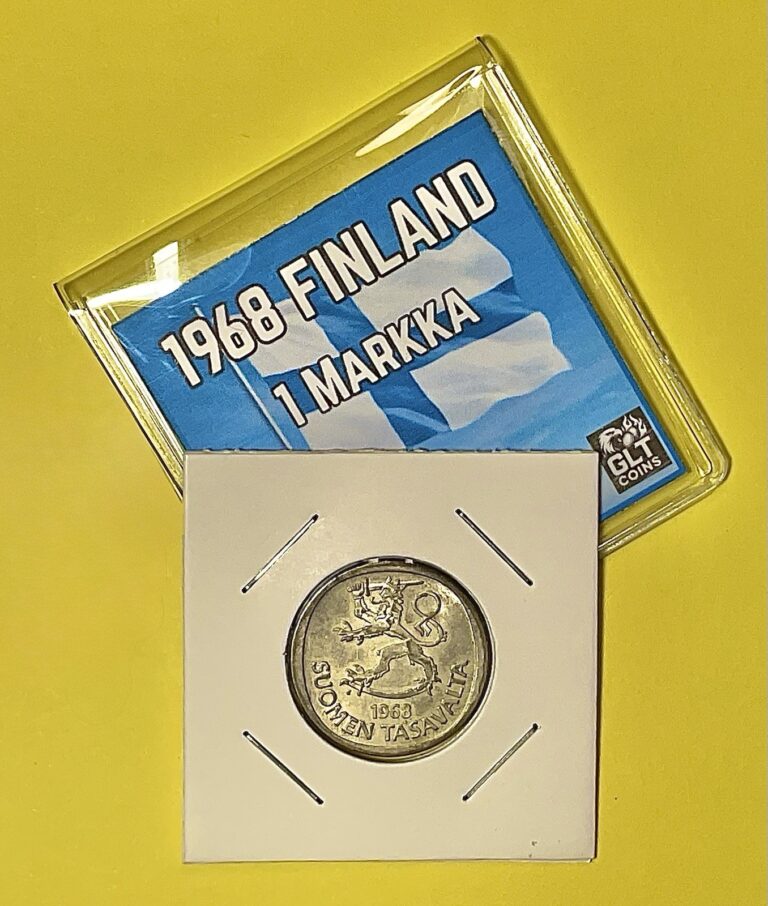 1968 FINLAND
1 MARKKA
GLT
COINS
1968
SUOMEN TASAVALTA